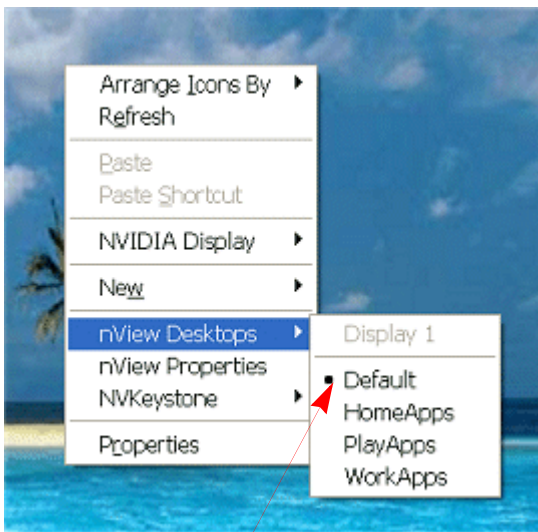 Arrange Icons By
Refresh
Paste
Paste Shortcut
NVIDIA Display
New
nView Desktops
nView Properties
NVKeystone
Properties
Display 1
Default
HomeApps
PlayApps
WorkApps